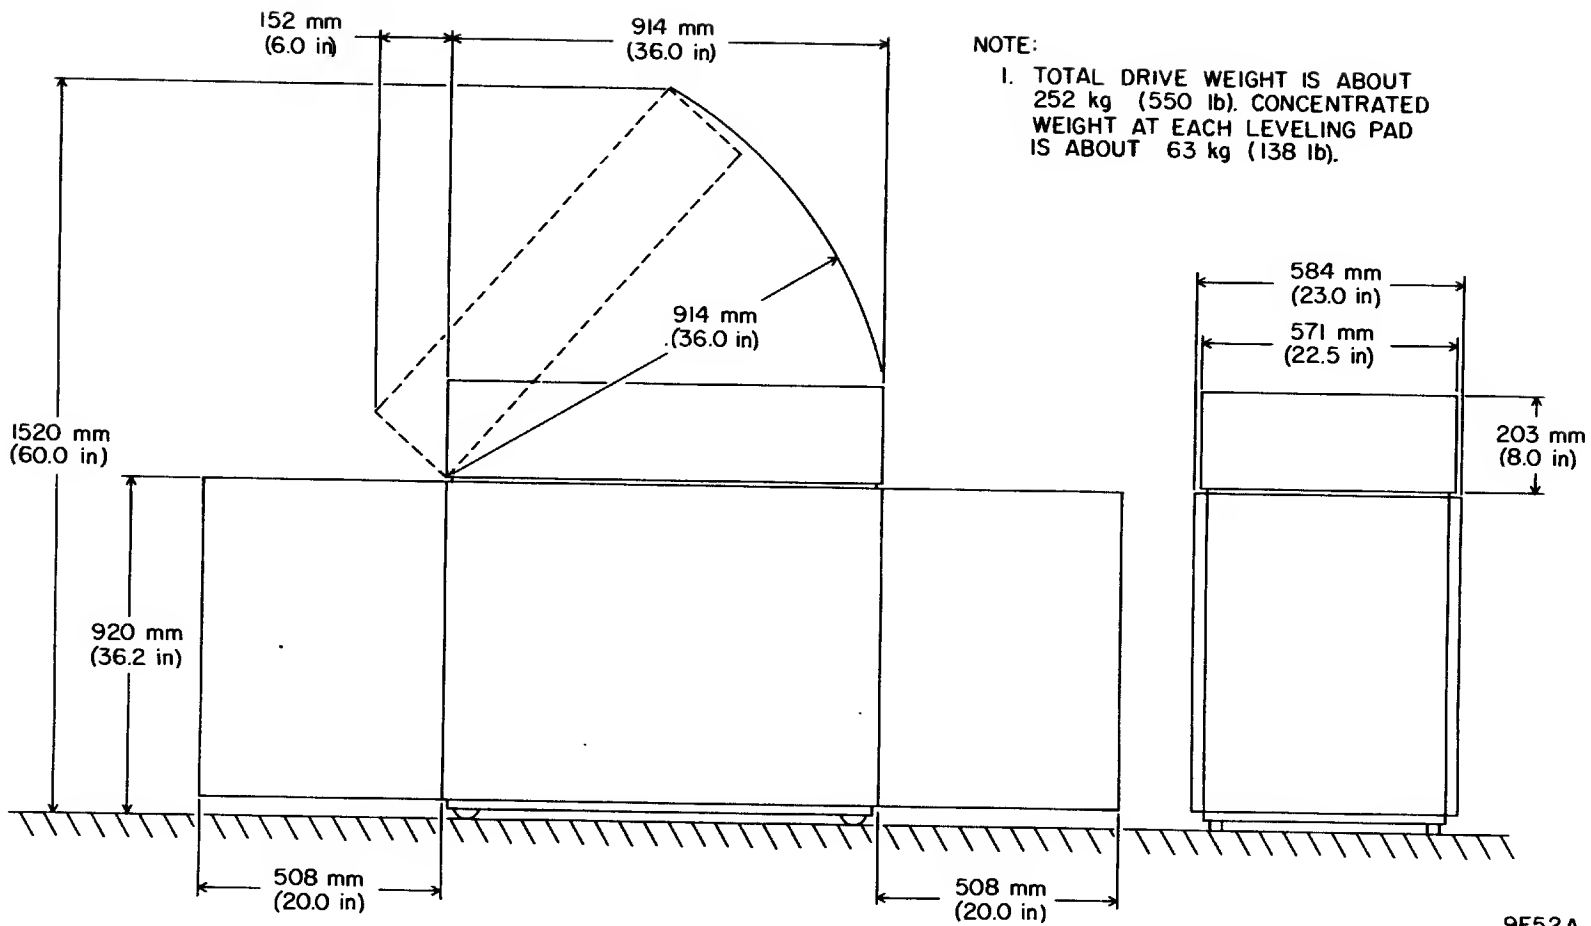 152 mm
(6.0 in)
914 mm
(36.0 in)
NOTE:
1. TOTAL DRIVE WEIGHT IS ABOUT
252 kg (550 lb). CONCENTRATED
WEIGHT AT EACH LEVELING PAD
IS ABOUT 63 kg (138 lb).
584 mm
(23.0 in)
914 mm
(36.0 in)
571 mm
(22.5 in)
1520 mm
(60.0 in)
203 mm
(8.0 in)
920 mm
(36.2 in)
508 mm
(20.0 in)
508 mm
(20.0 in)